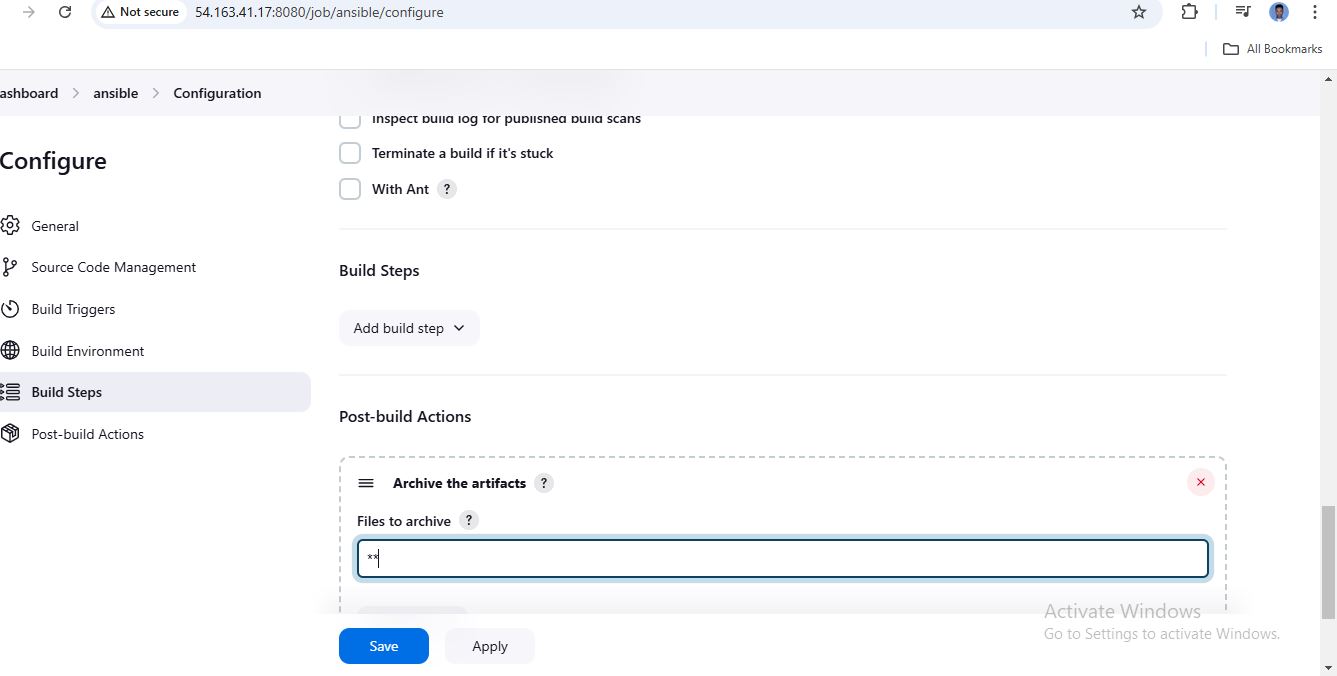 Not secure 54.163.41.17:8080/job/ansible/configure
All Bookmarks
ashboard > ansible > Configuration
Inspect build log for published build scans
Configure
Terminate a build if it's stuck
With Ant ?
General
Source Code Management
Build Triggers
Build Environment
Build Steps
Post-build Actions
Build Steps
Add build step
Post-build Actions
Archive the artifacts ?
Files to archive ?
**
Save Apply
Activate Windows
Go to Settings to activate Windows.